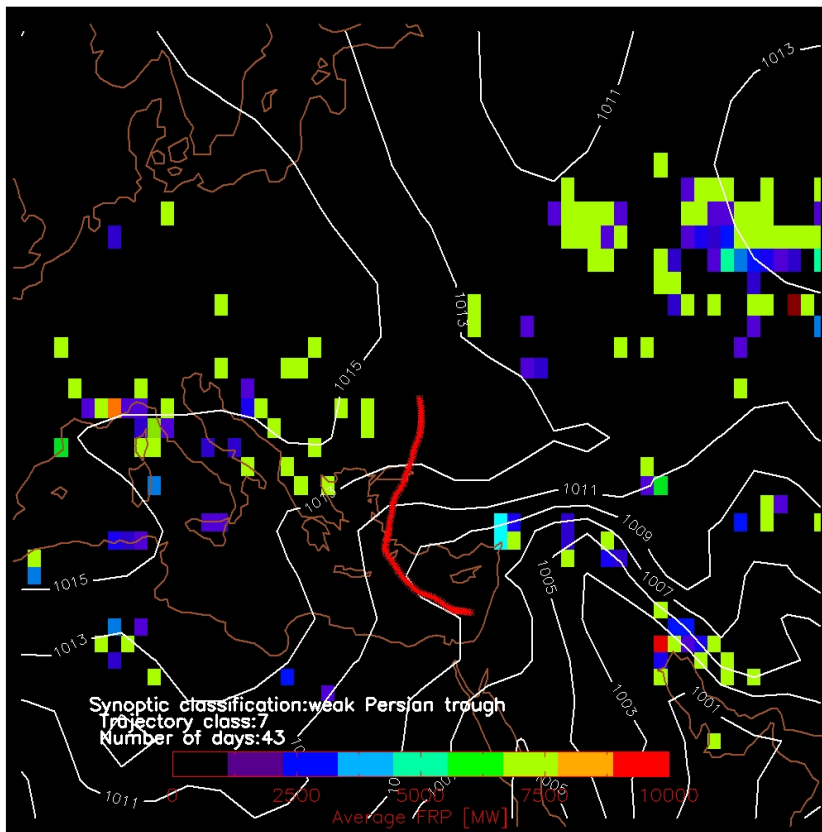 1013
1011
1013
1015
1011
1009
1015
1007
1005
1013
1001
Synoptic classification:weak Persian trough
Trajectory class:7
Number of days:43
1003
1005
1011
0 2500 5000 7500 10000
Average FRP [MW]